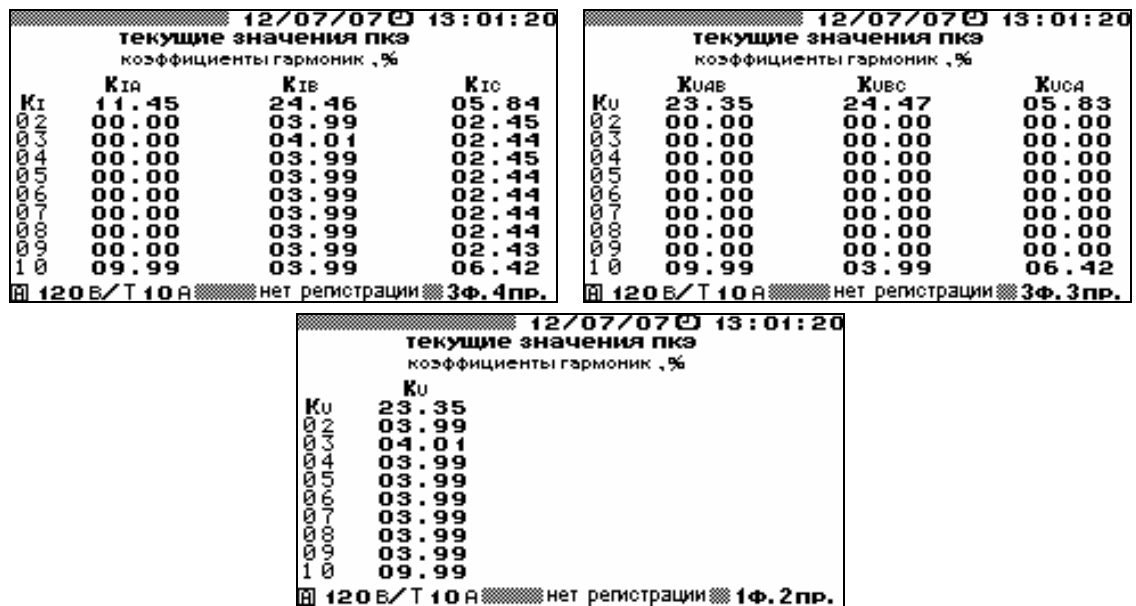 12/07/07 13:01:20
текущие значения пкэ
коэффициенты гармоник ,%
KIA KIB KIC
KI 11.45 24.46 05.84
02 00.00 03.99 02.45
03 00.00 04.01 02.44
04 00.00 03.99 02.45
05 00.00 03.99 02.44
06 00.00 03.99 02.44
07 00.00 03.99 02.44
08 00.00 03.99 02.44
09 00.00 03.99 02.43
10 09.99 03.99 06.42
A 120В/Т10А нет регистрации 3Ф.4пр.
12/07/07 13:01:20
текущие значения пкэ
коэффициенты гармоник ,%
KUAB KUBC KUCA
KU 23.35 24.47 05.83
02 00.00 00.00 00.00
03 00.00 00.00 00.00
04 00.00 00.00 00.00
05 00.00 00.00 00.00
06 00.00 00.00 00.00
07 00.00 00.00 00.00
08 00.00 00.00 00.00
09 00.00 00.00 00.00
10 09.99 03.99 06.42
A 120В/Т10А нет регистрации 3Ф.3пр.
12/07/07 13:01:20
текущие значения пкэ
коэффициенты гармоник ,%
KU
KU 23.35
02 03.99
03 04.01
04 03.99
05 03.99
06 03.99
07 03.99
08 03.99
09 03.99
10 09.99
A 120В/Т10А нет регистрации 1Ф.2пр.